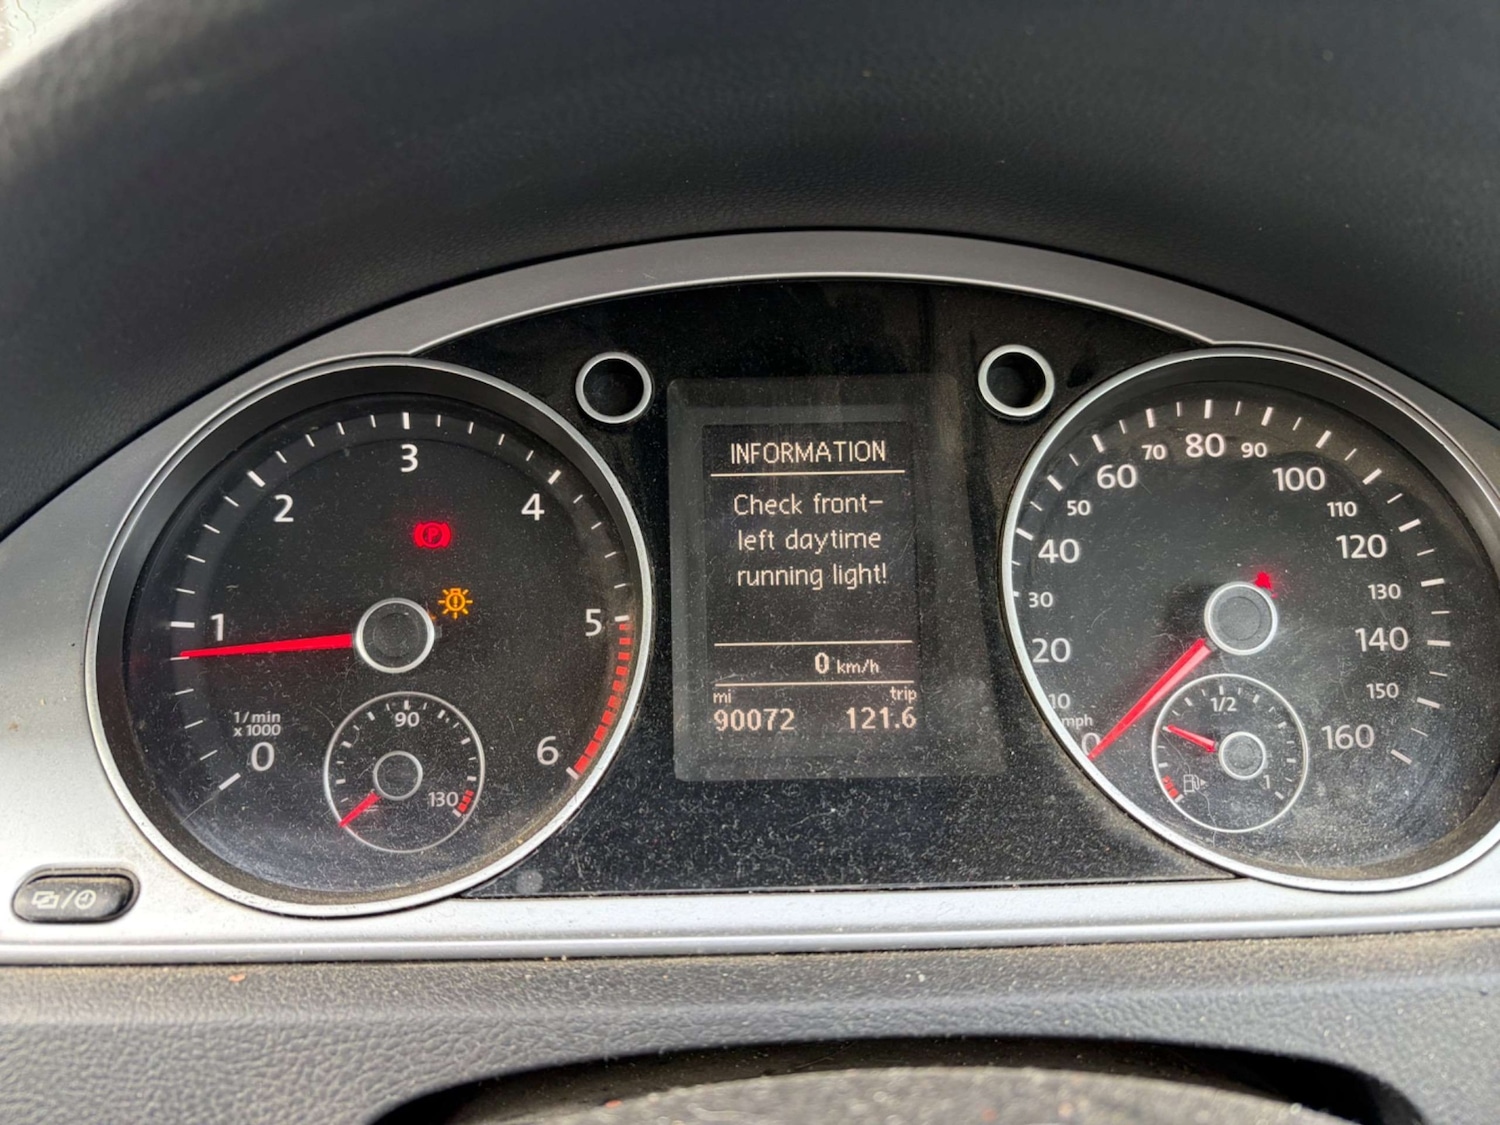 INFORMATION
Check front-
left daytime
running light!
0 km/h
mi trip
90072 121.6
0
1
2
3
4
5
6
1/min
x 1000
90
130
P
0
10
20
30
40
50
60
70
80
90
100
110
120
130
140
150
160
mph
1/2
1